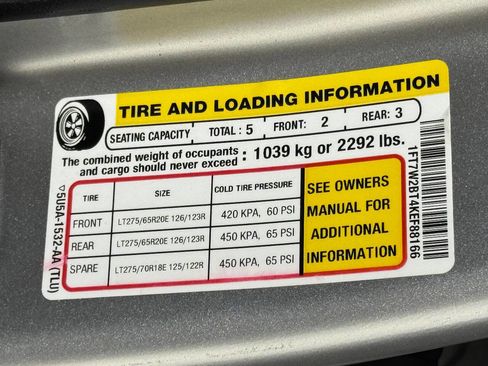 TIRE AND LOADING INFORMATION
SEATING CAPACITY TOTAL : 5 FRONT: 2 REAR: 3
The combined weight of occupants and cargo should never exceed : 1039 kg or 2292 lbs.
TIRE SIZE COLD TIRE PRESSURE
FRONT LT275/65R20E 126/123R 420 KPA, 60 PSI
REAR LT275/65R20E 126/123R 450 KPA, 65 PSI
SPARE LT275/70R18E 125/122R 450 KPA, 65 PSI
SEE OWNERS
MANUAL FOR
ADDITIONAL
INFORMATION
▽5U5A-1532-AA (TLU)
1FT7W2BT4KEF88166